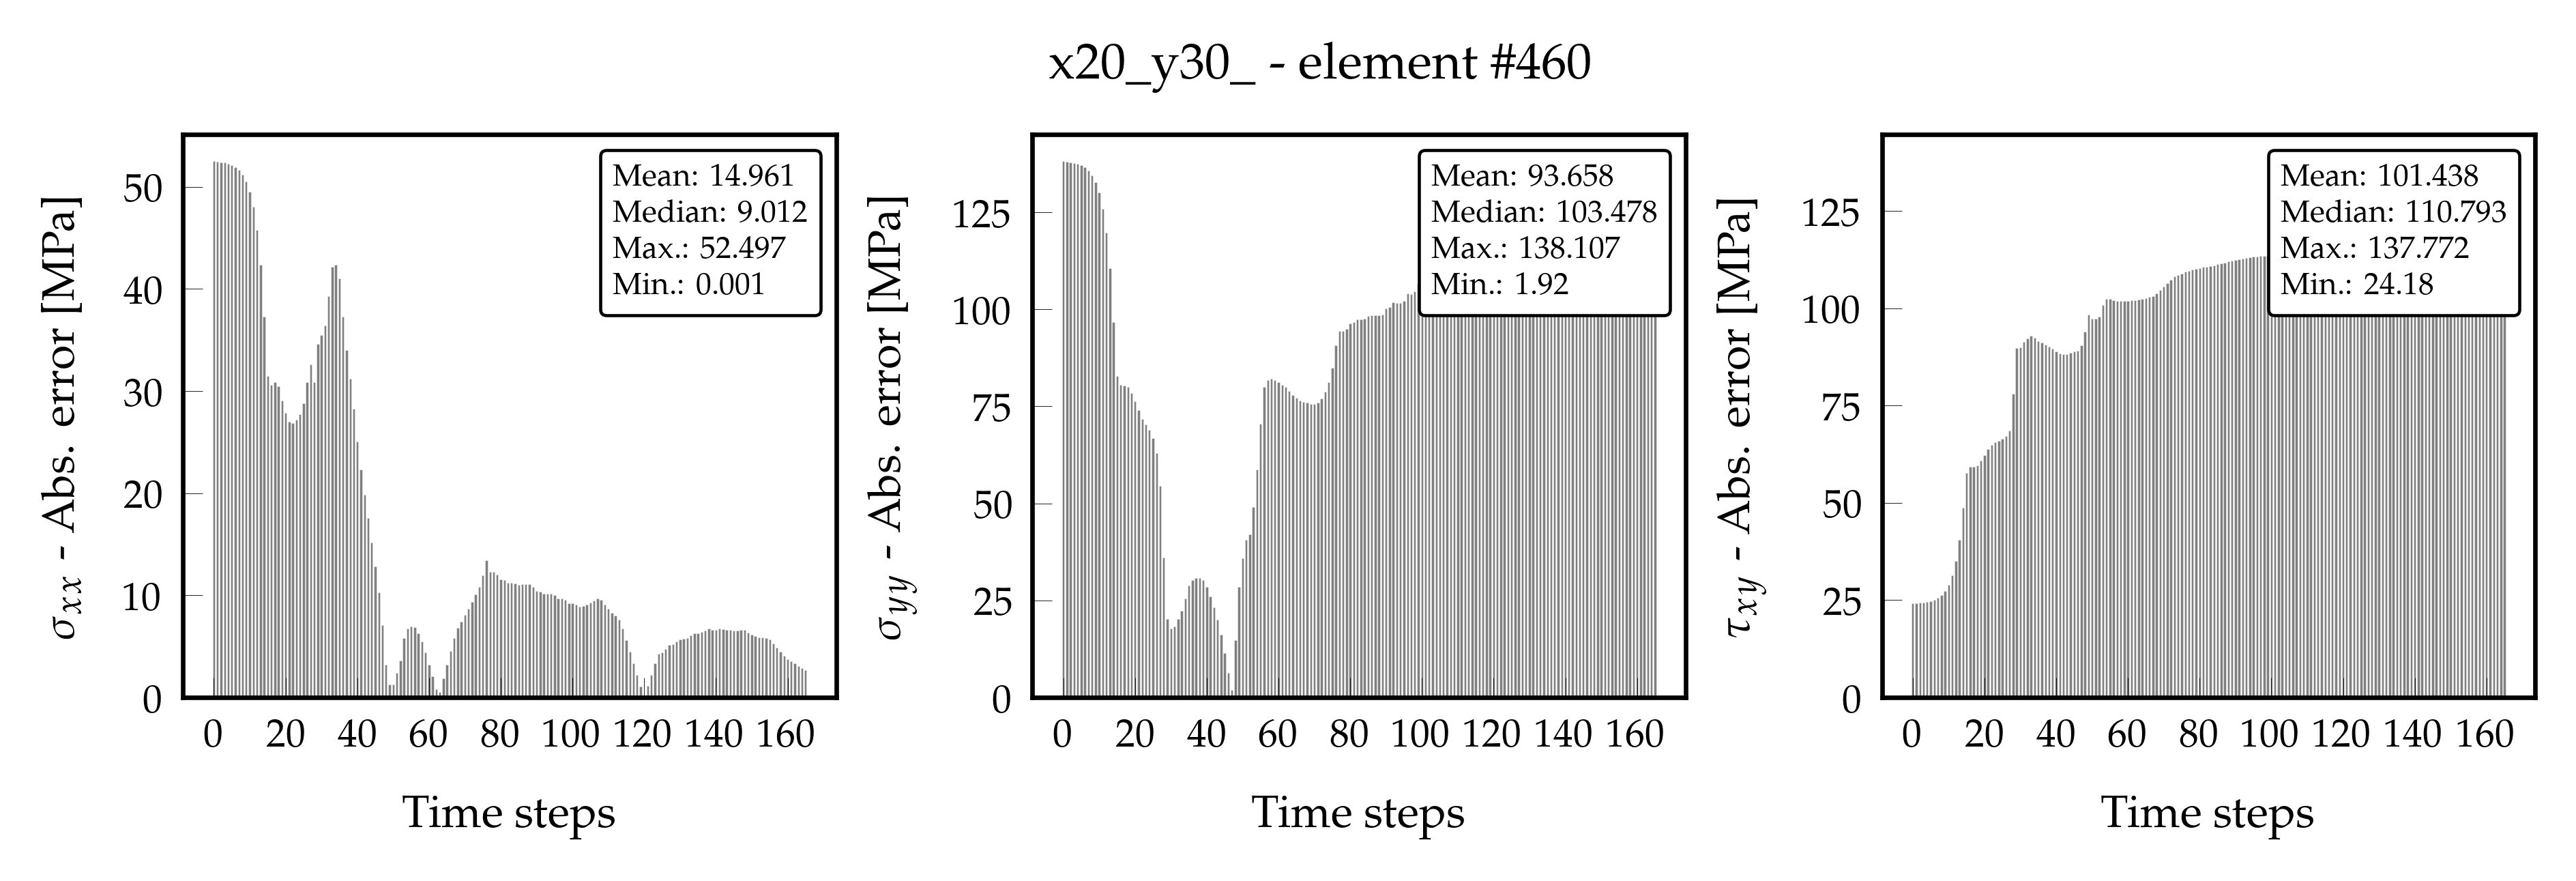 x20_y30_ - element #460
σxx - Abs. error [MPa]
50
40
30
20
10
0
Mean: 14.961
Median: 9.012
Max.: 52.497
Min.: 0.001
0 20 40 60 80 100 120 140 160
Time steps
σyy - Abs. error [MPa]
125
100
75
50
25
0
Mean: 93.658
Median: 103.478
Max.: 138.107
Min.: 1.92
0 20 40 60 80 100 120 140 160
Time steps
τxy - Abs. error [MPa]
125
100
75
50
25
0
Mean: 101.438
Median: 110.793
Max.: 137.772
Min.: 24.18
0 20 40 60 80 100 120 140 160
Time steps